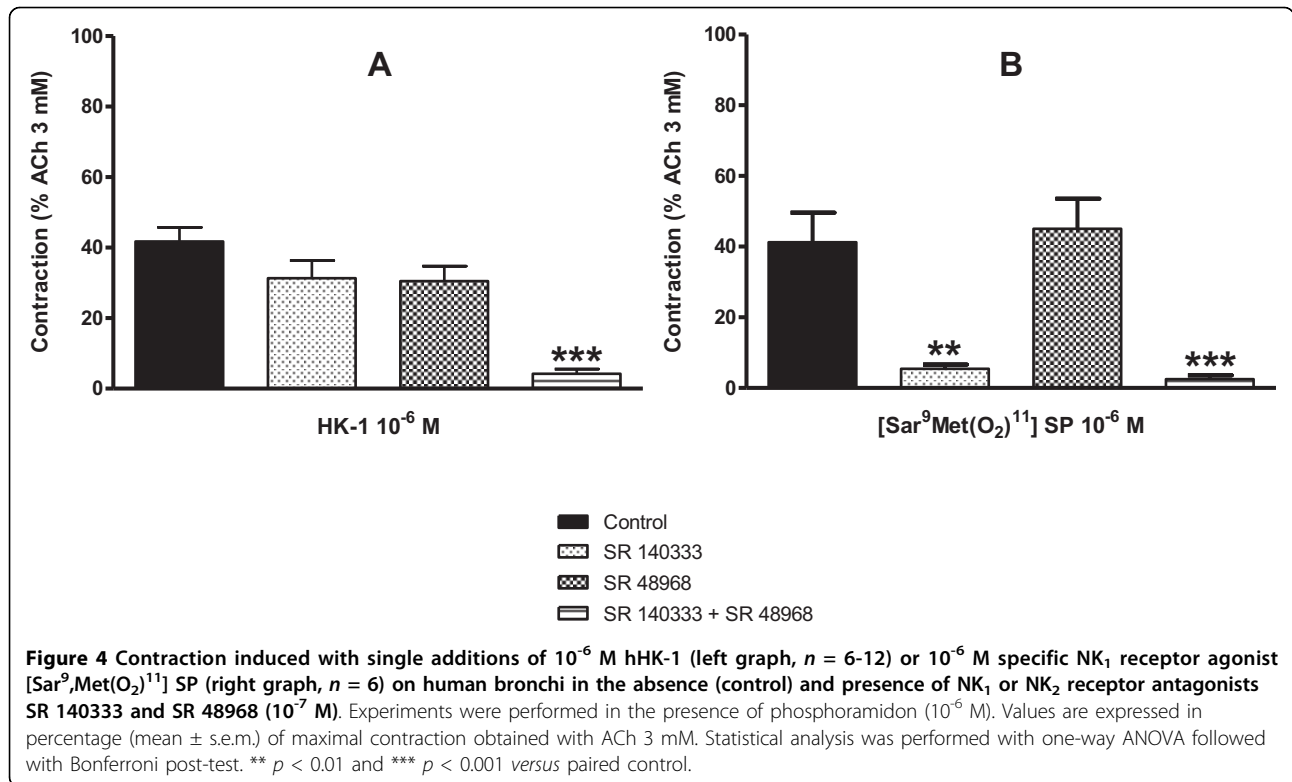 A
100
80
60
40
20
0
Contraction (% ACh 3 mM)
***
HK-1 10⁻⁶ M
B
100
80
60
40
20
0
Contraction (% ACh 3 mM)
**
***
[Sar⁹Met(O₂)¹¹] SP 10⁻⁶ M
Control
SR 140333
SR 48968
SR 140333 + SR 48968
Figure 4 Contraction induced with single additions of 10⁻⁶ M hHK-1 (left graph, n = 6-12) or 10⁻⁶ M specific NK₁ receptor agonist
[Sar⁹,Met(O₂)¹¹] SP (right graph, n = 6) on human bronchi in the absence (control) and presence of NK₁ or NK₂ receptor antagonists
SR 140333 and SR 48968 (10⁻⁷ M). Experiments were performed in the presence of phosphoramidon (10⁻⁶ M). Values are expressed in
percentage (mean ± s.e.m.) of maximal contraction obtained with ACh 3 mM. Statistical analysis was performed with one-way ANOVA followed
with Bonferroni post-test. ** p < 0.01 and *** p < 0.001 versus paired control.